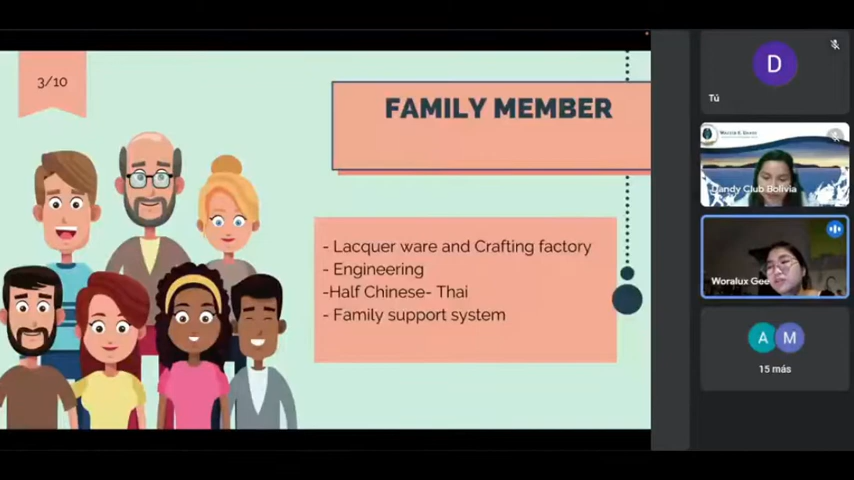 3/10
FAMILY MEMBER
- Lacquer ware and Crafting factory
- Engineering
-Half Chinese- Thai
- Family support system
D
Tú
Dandy Club Bolivia
Woralux Gee
A M
15 más